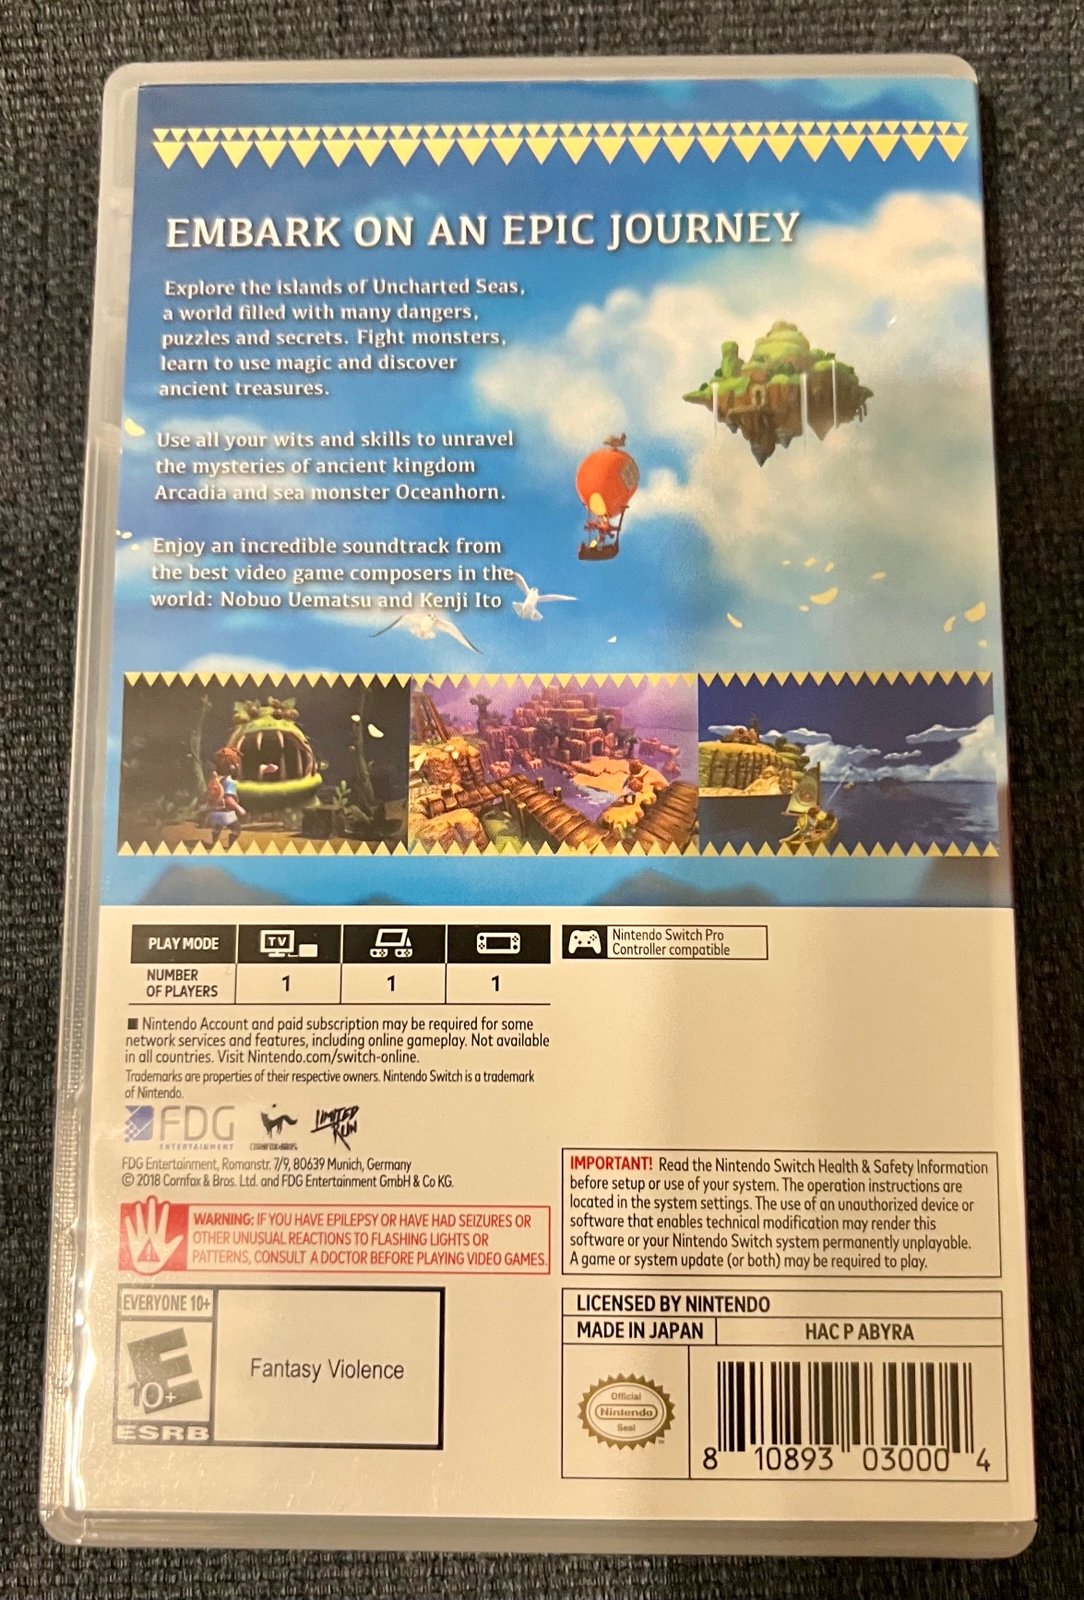 EMBARK ON AN EPIC JOURNEY
Explore the islands of Uncharted Seas,
a world filled with many dangers,
puzzles and secrets. Fight monsters,
learn to use magic and discover
ancient treasures.
Use all your wits and skills to unravel
the mysteries of ancient kingdom
Arcadia and sea monster Oceanhorn.
Enjoy an incredible soundtrack from
the best video game composers in the
world: Nobuo Uematsu and Kenji Ito
PLAY MODE
TV
NUMBER
OF PLAYERS
1
1
1
Nintendo Switch Pro
Controller compatible
■ Nintendo Account and paid subscription may be required for some
network services and features, including online gameplay. Not available
in all countries. Visit Nintendo.com/switch-online.
Trademarks are properties of their respective owners. Nintendo Switch is a trademark
of Nintendo.
FDG
ENTERTAINMENT
CORNFOX & BROS.
LIMITED
RUN
FDG Entertainment, Romanstr. 7/9, 80639 Munich, Germany
© 2018 Cornfox & Bros. Ltd. and FDG Entertainment GmbH & Co KG.
WARNING: IF YOU HAVE EPILEPSY OR HAVE HAD SEIZURES OR
OTHER UNUSUAL REACTIONS TO FLASHING LIGHTS OR
PATTERNS, CONSULT A DOCTOR BEFORE PLAYING VIDEO GAMES.
IMPORTANT! Read the Nintendo Switch Health & Safety Information
before setup or use of your system. The operation instructions are
located in the system settings. The use of an unauthorized device or
software that enables technical modification may render this
software or your Nintendo Switch system permanently unplayable.
A game or system update (or both) may be required to play.
EVERYONE 10+
E
10+
ESRB
Fantasy Violence
LICENSED BY NINTENDO
MADE IN JAPAN
HAC P ABYRA
Official
Nintendo
Seal
TM
8 10893 03000 4